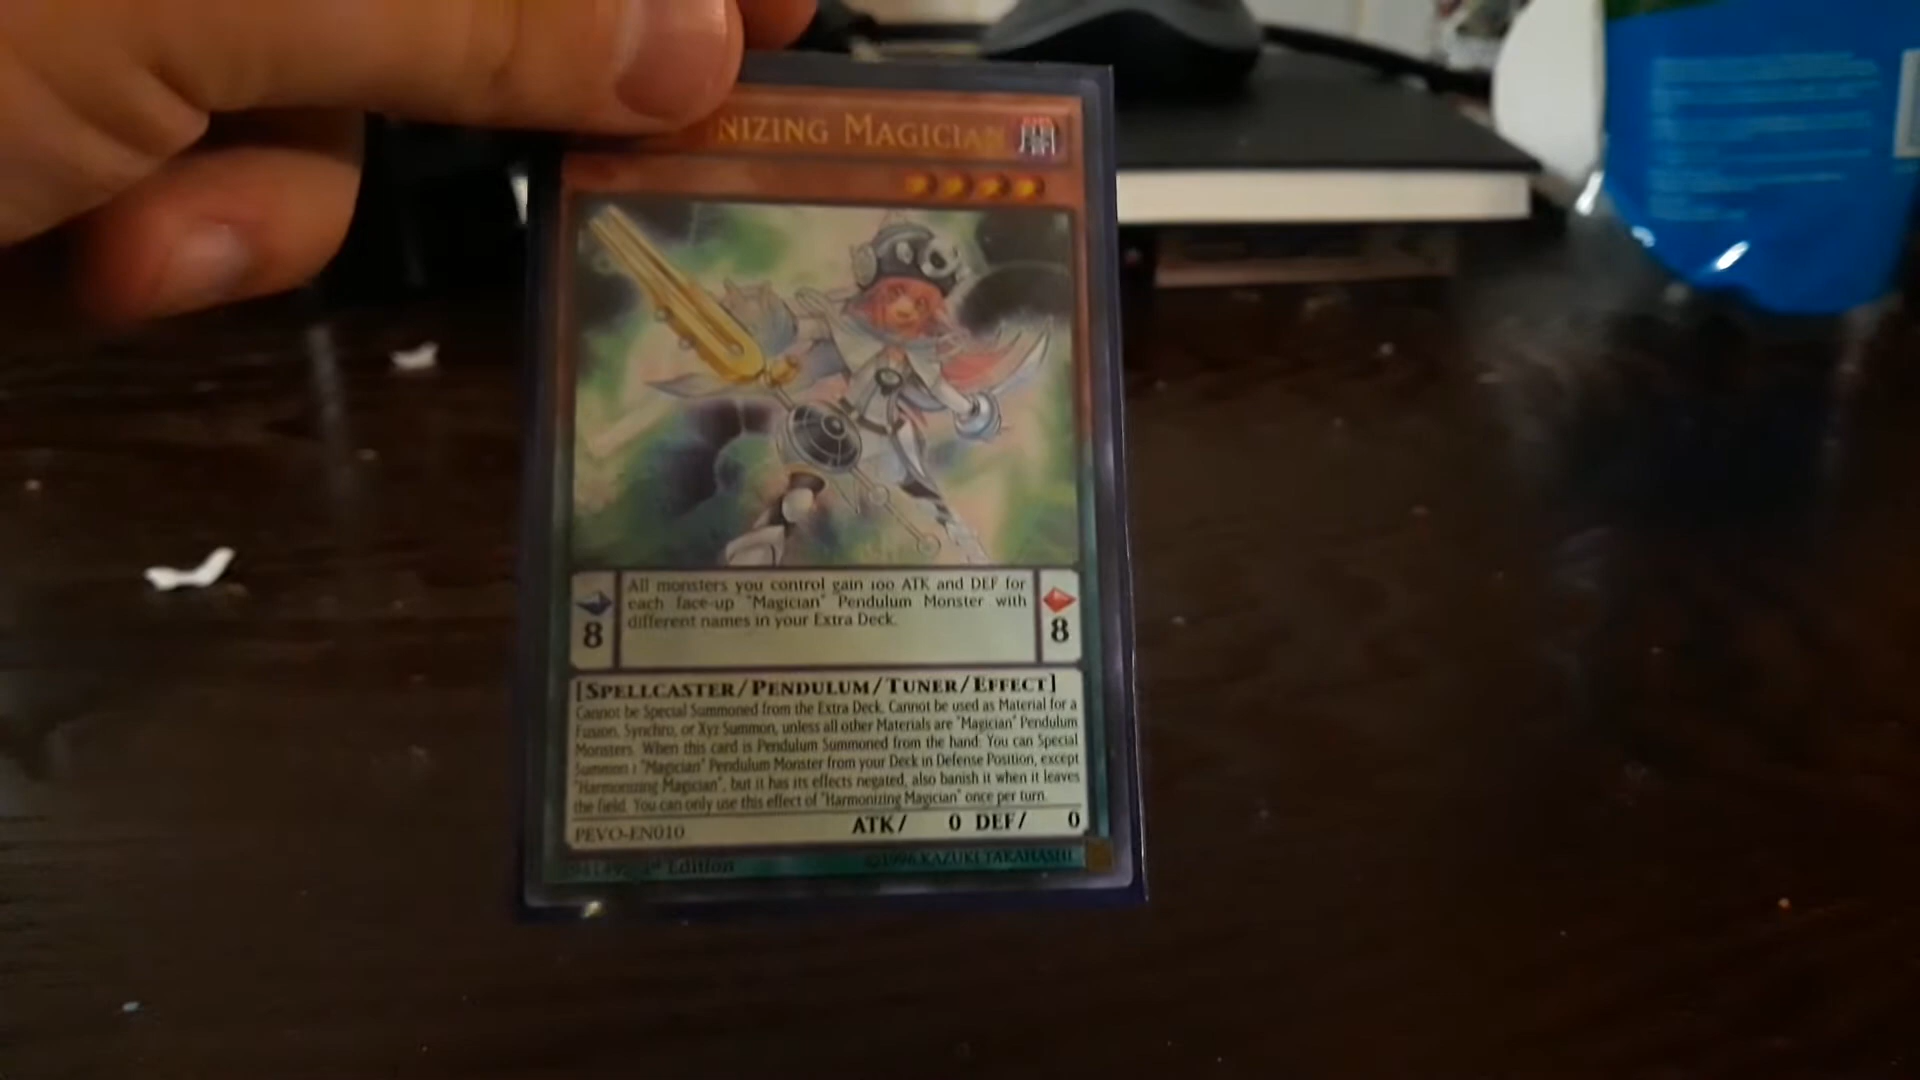 NIZING MAGICIAN
All monsters you control gain 100 ATK and DEF for
each face-up "Magician" Pendulum Monster with
different names in your Extra Deck.
8
8
[SPELLCASTER/PENDULUM/TUNER/EFFECT]
Cannot be Special Summoned from the Extra Deck. Cannot be used as Material for a
Fusion, Synchro, or Xyz Summon, unless all other Materials are "Magician" Pendulum
Monsters. When this card is Pendulum Summoned from the hand: You can Special
Summon 1 "Magician" Pendulum Monster from your Deck in Defense Position, except
"Harmonizing Magician", but it has its effects negated, also banish it when it leaves
the field. You can only use this effect of "Harmonizing Magician" once per turn.
ATK/ 0 DEF/ 0
PEVO-EN010
1st Edition
©1996 KAZUKI TAKAHASHI